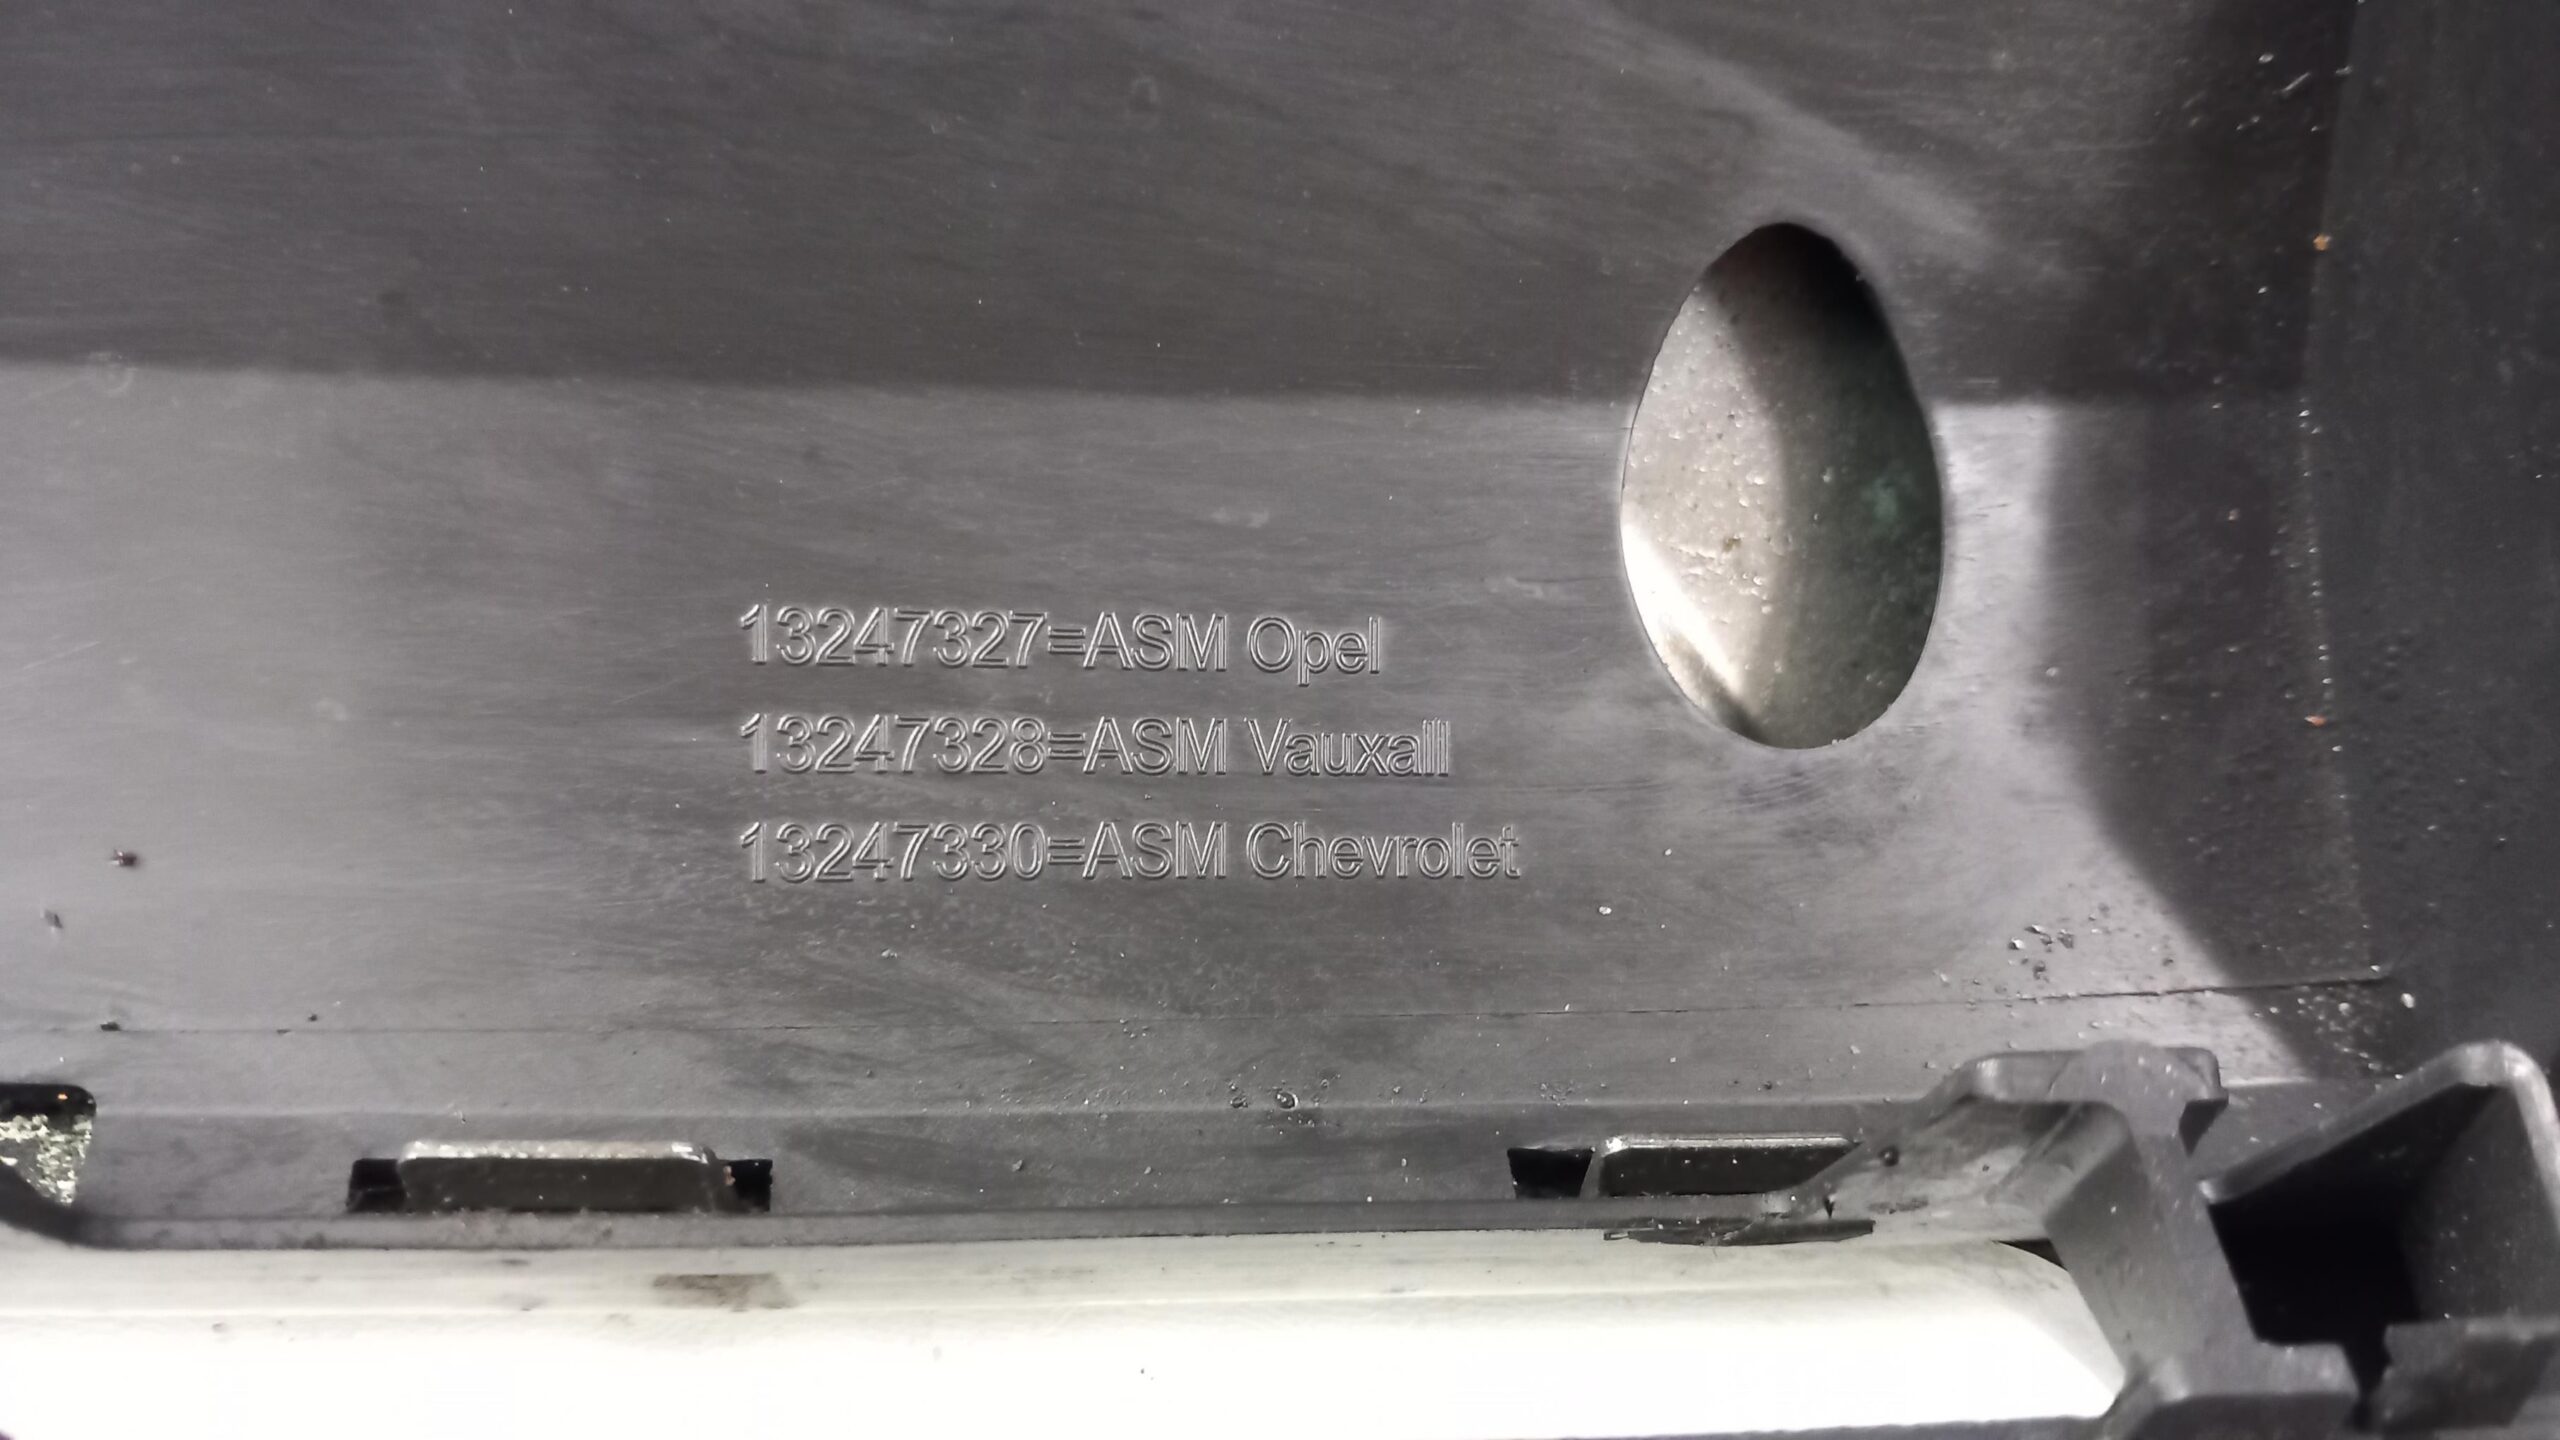 13247327=ASM Opel
13247328=ASM Vauxall
13247330=ASM Chevrolet